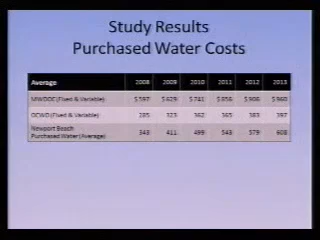 Study Results
Purchased Water Costs
Average 2008 2009 2010 2011 2012 2013
MWDOC (Fixed & Variable) $ 597 $ 629 $ 741 $ 856 $ 906 $ 960
OCWD (Fixed & Variable) 285 323 362 365 383 397
Newport Beach
Purchased Water (Average) 343 411 499 543 579 608